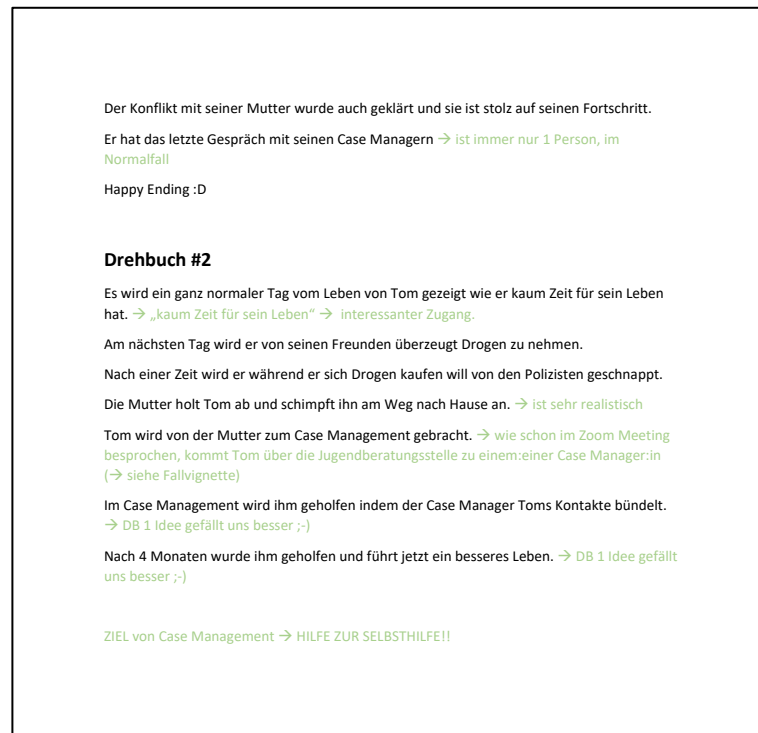 Der Konflikt mit seiner Mutter wurde auch geklärt und sie ist stolz auf seinen Fortschritt.
Er hat das letzte Gespräch mit seinen Case Managern → ist immer nur 1 Person, im
Normalfall
Happy Ending :D
Drehbuch #2
Es wird ein ganz normaler Tag vom Leben von Tom gezeigt wie er kaum Zeit für sein Leben
hat. → „kaum Zeit für sein Leben“ → interessanter Zugang.
Am nächsten Tag wird er von seinen Freunden überzeugt Drogen zu nehmen.
Nach einer Zeit wird er während er sich Drogen kaufen will von den Polizisten geschnappt.
Die Mutter holt Tom ab und schimpft ihn am Weg nach Hause an. → ist sehr realistisch
Tom wird von der Mutter zum Case Management gebracht. → wie schon im Zoom Meeting
besprochen, kommt Tom über die Jugendberatungsstelle zu einem:einer Case Manager:in
(→ siehe Fallvignette)
Im Case Management wird ihm geholfen indem der Case Manager Toms Kontakte bündelt.
→ DB 1 Idee gefällt uns besser ;-)
Nach 4 Monaten wurde ihm geholfen und führt jetzt ein besseres Leben. → DB 1 Idee gefällt
uns besser ;-)
ZIEL von Case Management → HILFE ZUR SELBSTHILFE!!